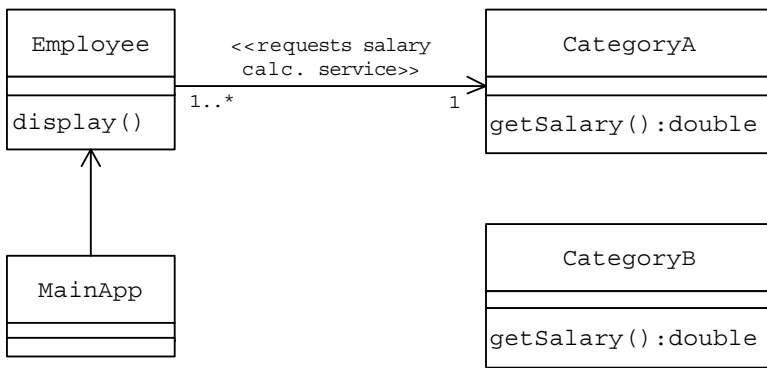 Employee
display()
<<requests salary
calc. service>>
1..*
1
CategoryA
getSalary():double
MainApp
CategoryB
getSalary():double